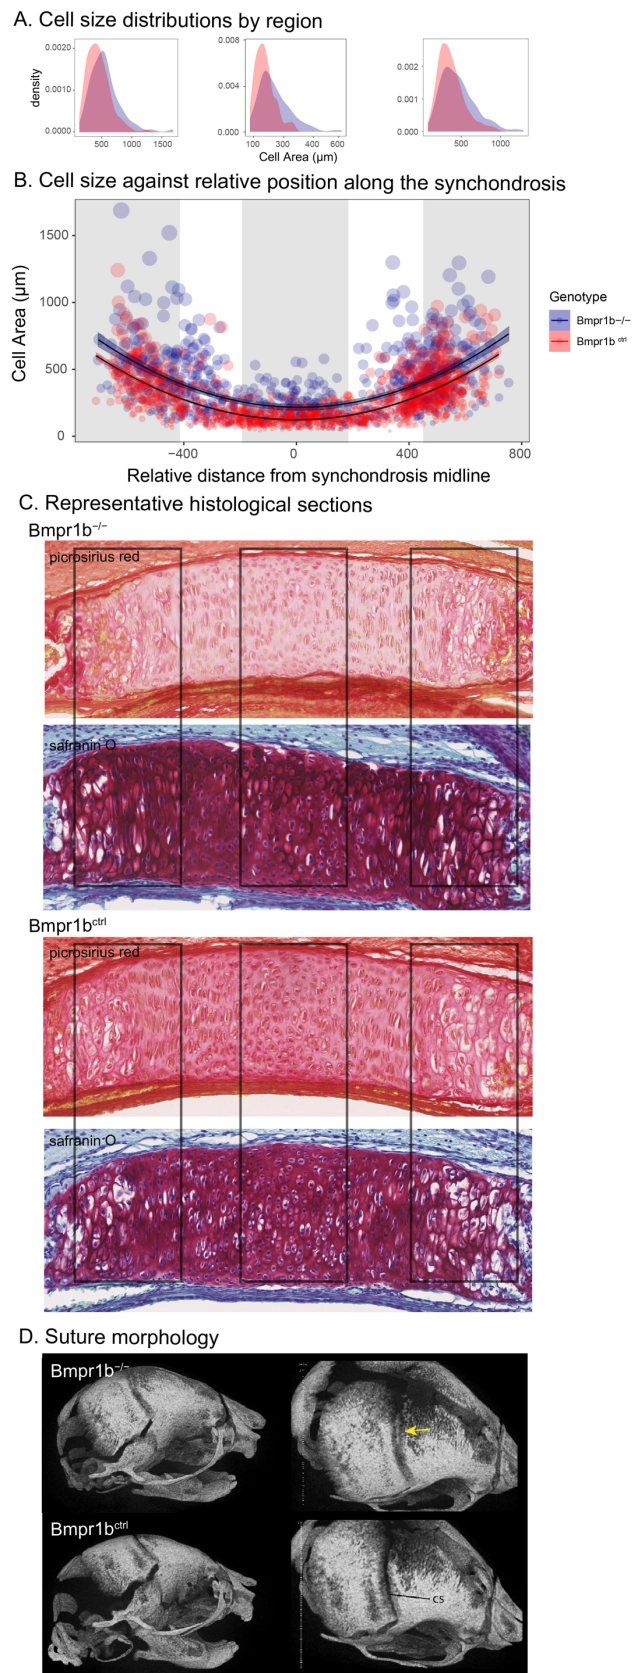 A. Cell size distributions by region
density
0.0020
0.0010
0.0000
500 1000 1500
0.008
0.004
0.000
100 300 400 600
Cell Area (µm)
0.002
0.001
0.000
500 1000
B. Cell size against relative position along the synchondrosis
Cell Area (µm)
1500
1000
500
0
−400 0 400 800
Relative distance from synchondrosis midline
Genotype
Bmpr1b−/−
Bmpr1b ctrl
C. Representative histological sections
Bmpr1b−/−
picrosirius red
safranin O
Bmpr1bctrl
picrosirius red
safranin O
D. Suture morphology
Bmpr1b−/−
Bmpr1bctrl
cs